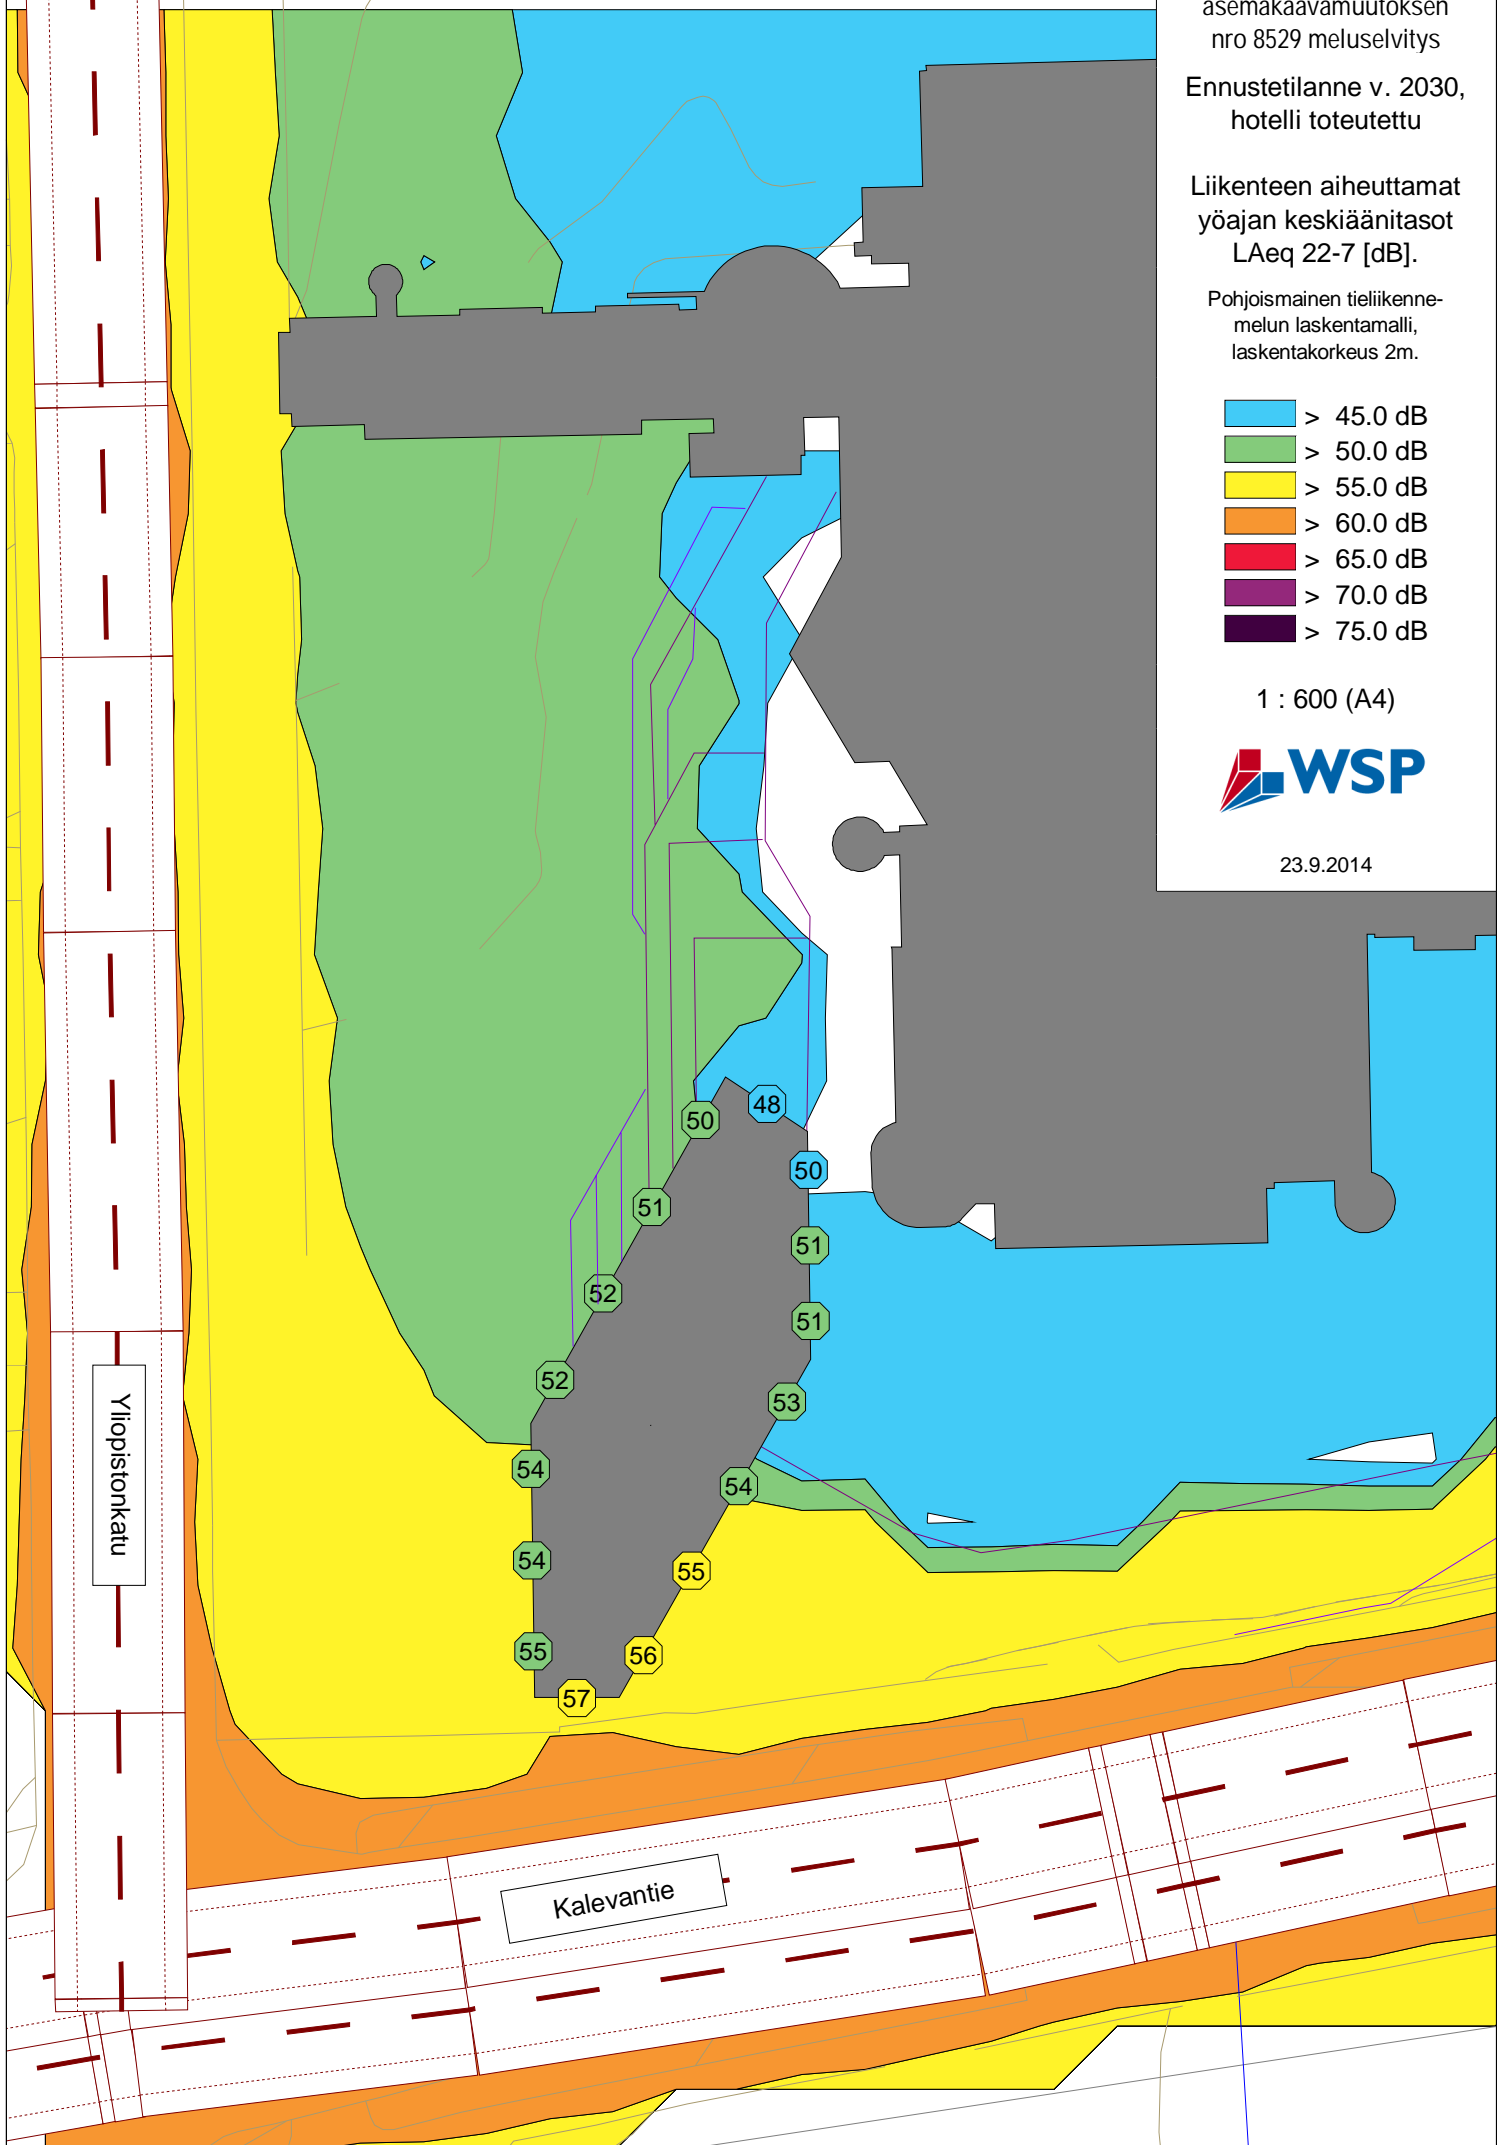 asemakaavamuutoksen
nro 8529 meluselvitys
Ennustetilanne v. 2030,
hotelli toteutettu
Liikenteen aiheuttamat
yöajan keskiäänitasot
LAeq 22-7 [dB].
Pohjoismainen tieliikenne-
melun laskentamalli,
laskentakorkeus 2m.
> 45.0 dB
> 50.0 dB
> 55.0 dB
> 60.0 dB
> 65.0 dB
> 70.0 dB
> 75.0 dB
1 : 600 (A4)
WSP
23.9.2014
48
50
50
51
51
52
51
52
53
54
54
54
55
55
56
57
Yliopistonkatu
Kalevantie